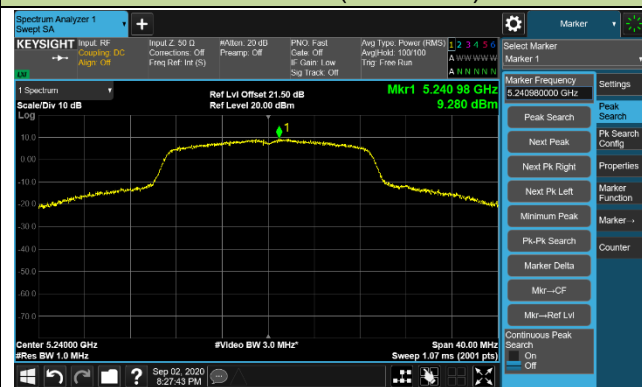 Spectrum Analyzer 1
Swept SA
Marker
KEYSIGHT
Input: RF
Coupling: DC
Align: Off
Input Z: 50 Ω
Corrections: Off
Freq Ref: Int (S)
#Atten: 20 dB
Preamp: Off
PNO: Fast
Gate: Off
IF Gain: Low
Sig Track: Off
Avg Type: Power (RMS)
Avg|Hold: 100/100
Trig: Free Run
1 2 3 4 5 6
A W W W W W
A N N N N N
LNI
Select Marker
Marker 1
1 Spectrum
Scale/Div 10 dB
Log
Ref Lvl Offset 21.50 dB
Ref Level 20.00 dBm
Mkr1 5.240 98 GHz
9.280 dBm
1
10.0
0.00
-10.0
-20.0
-30.0
-40.0
-50.0
-60.0
-70.0
Center 5.24000 GHz
#Res BW 1.0 MHz
#Video BW 3.0 MHz*
Span 40.00 MHz
Sweep 1.07 ms (2001 pts)
Marker Frequency
5.240980000 GHz
Peak Search
Next Peak
Next Pk Right
Next Pk Left
Minimum Peak
Pk-Pk Search
Marker Delta
Mkr→CF
Mkr→Ref Lvl
Continuous Peak
Search
On
Off
Settings
Peak
Search
Pk Search
Config
Properties
Marker
Function
Marker→
Counter
Sep 02, 2020
8:27:43 PM